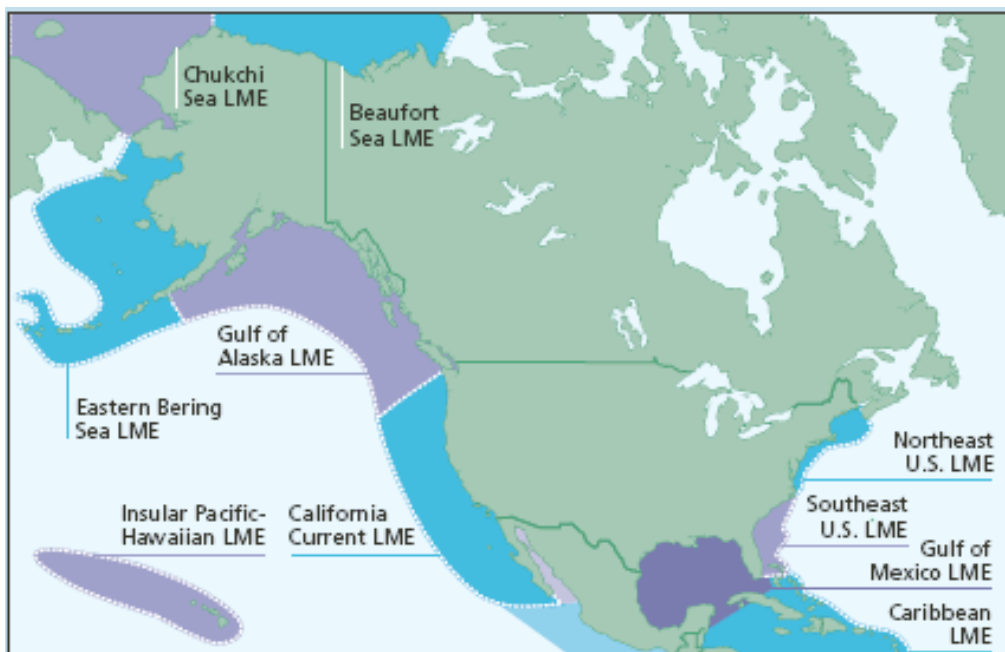 Chukchi
Sea LME
Beaufort
Sea LME
Gulf of
Alaska LME
Eastern Bering
Sea LME
Northeast
U.S. LME
Insular Pacific-
Hawaiian LME
California
Current LME
Southeast
U.S. LME
Gulf of
Mexico LME
Caribbean
LME